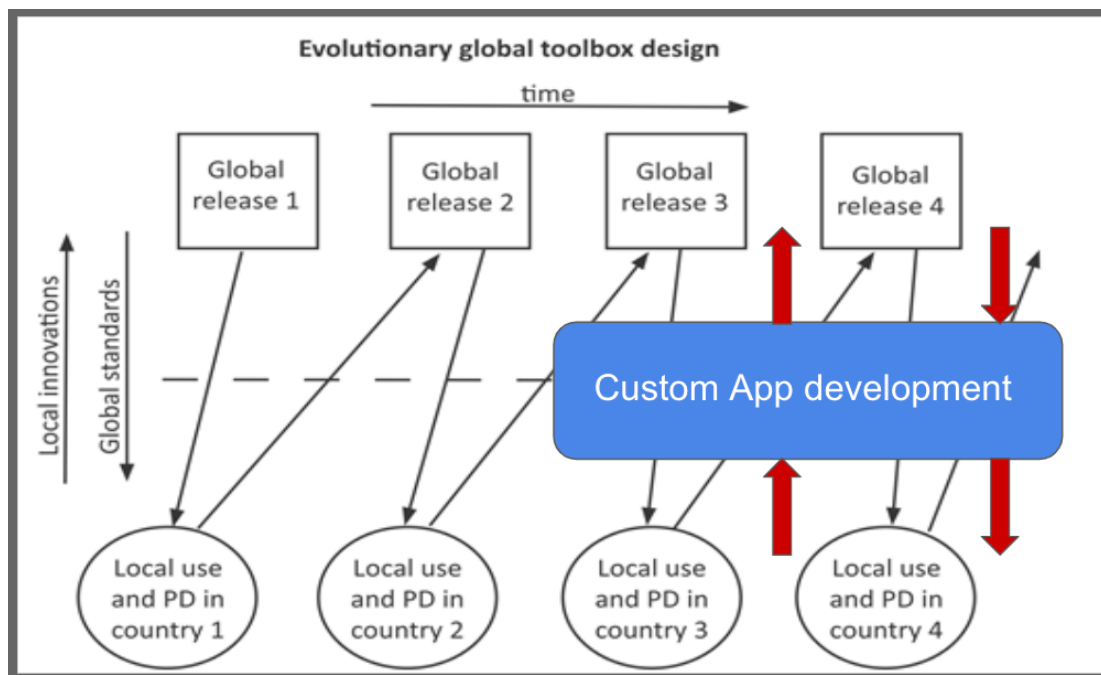 Evolutionary global toolbox design
time
Global
release 1
Global
release 2
Global
release 3
Global
release 4
Local innovations
Global standards
Custom App development
Local use
and PD in
country 1
Local use
and PD in
country 2
Local use
and PD in
country 3
Local use
and PD in
country 4